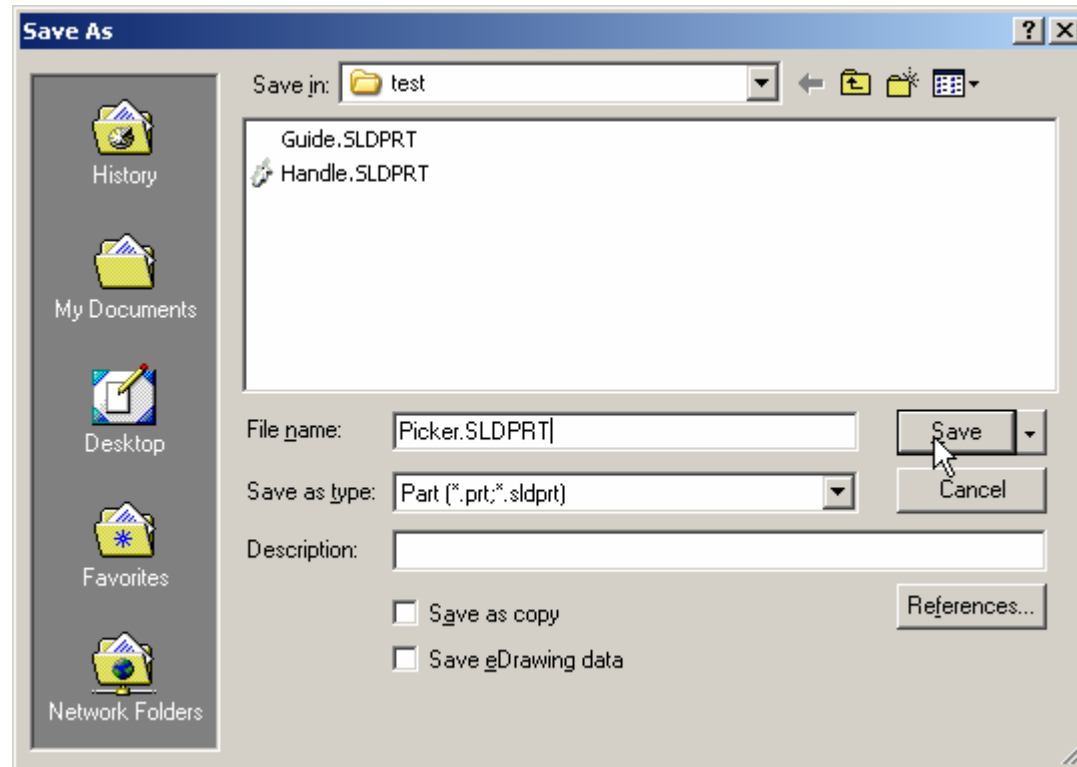 Save As
Save in: test
Guide.SLDPRT
Handle.SLDPRT
History
My Documents
Desktop
Favorites
Network Folders
File name: Picker.SLDPRT Save
Save as type: Part (*.prt;*.sldprt) Cancel
Description:
References...
Save as copy
Save eDrawing data